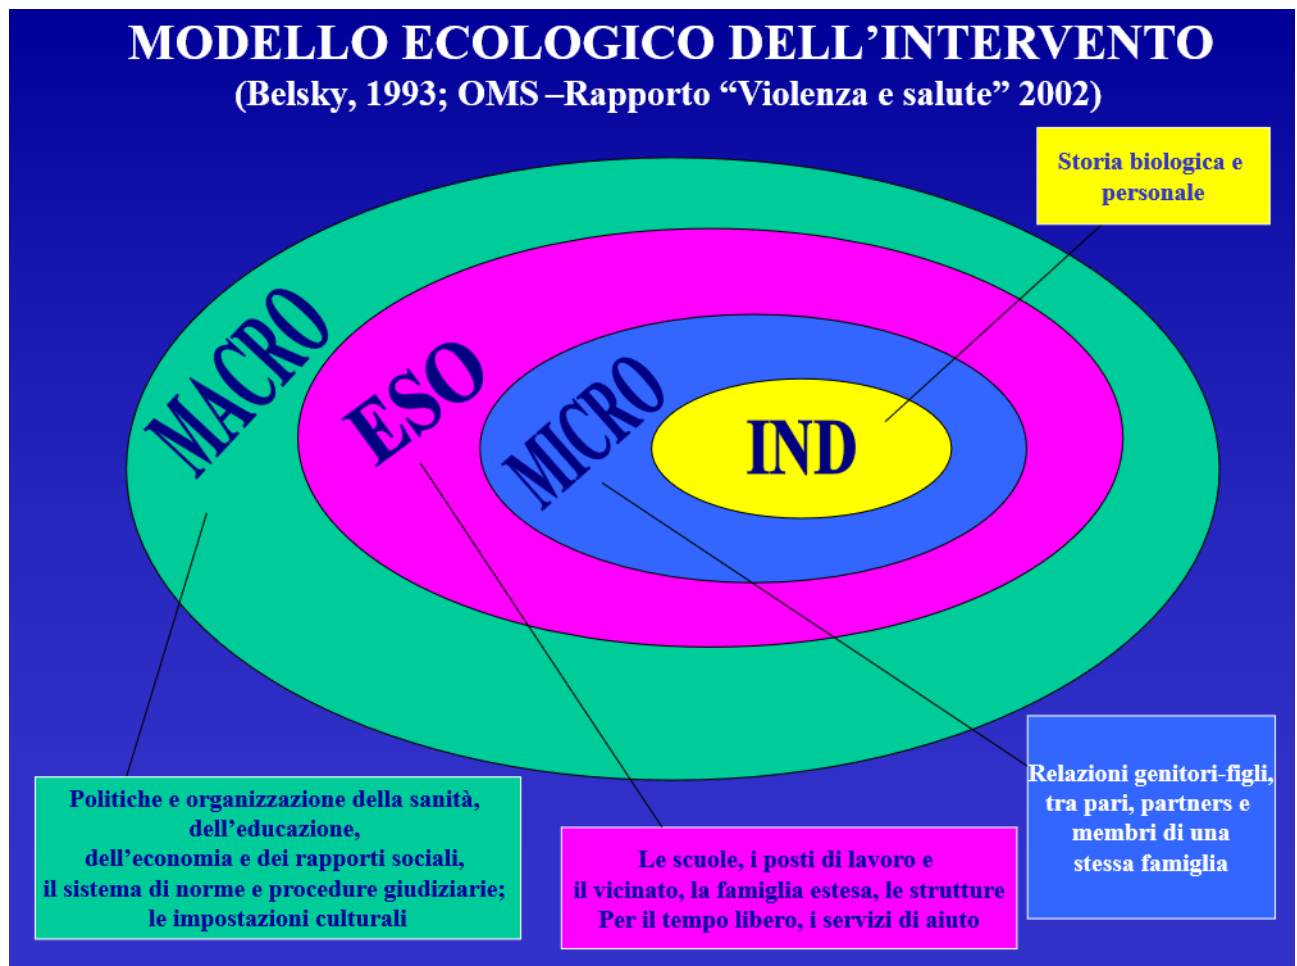 MODELLO ECOLOGICO DELL’INTERVENTO
(Belsky, 1993; OMS –Rapporto “Violenza e salute” 2002)
Storia biologica e
personale
MACRO
ESO
MICRO
IND
Relazioni genitori-figli,
tra pari, partners e
membri di una
stessa famiglia
Politiche e organizzazione della sanità,
dell’educazione,
dell’economia e dei rapporti sociali,
il sistema di norme e procedure giudiziarie;
le impostazioni culturali
Le scuole, i posti di lavoro e
il vicinato, la famiglia estesa, le strutture
Per il tempo libero, i servizi di aiuto